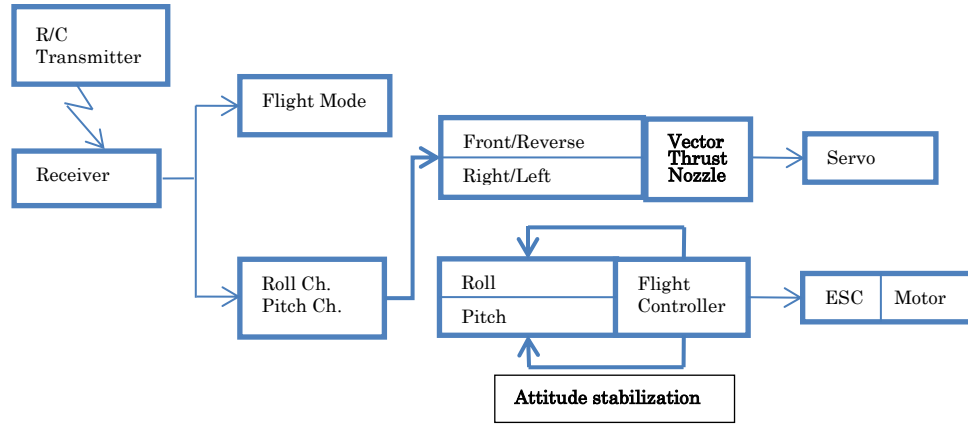 R/C
Transmitter
Flight Mode
Receiver
Front/Reverse
Right/Left
Vector
Thrust
Nozzle
Servo
Roll Ch.
Pitch Ch.
Roll
Pitch
Flight
Controller
ESC
Motor
Attitude stabilization